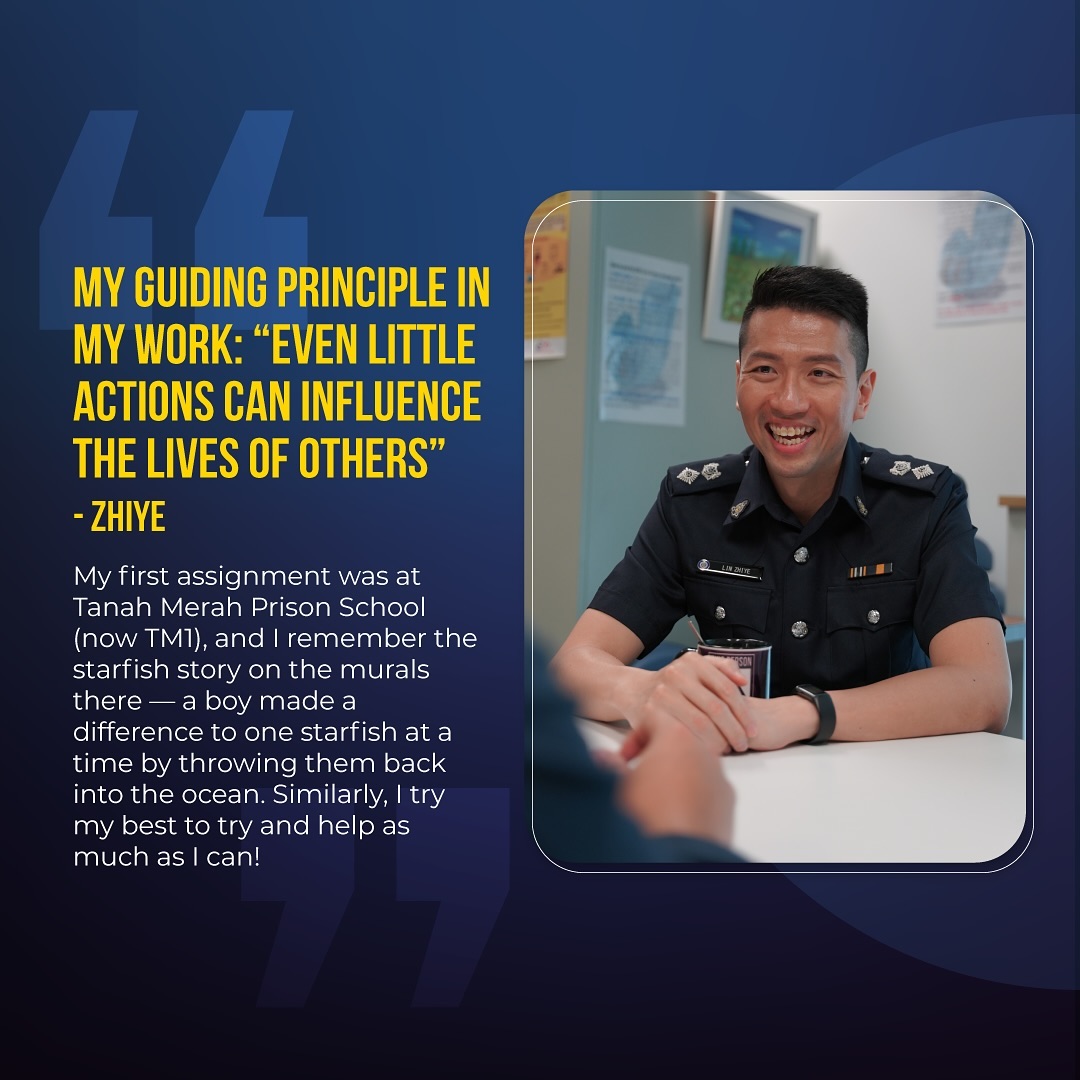 MY GUIDING PRINCIPLE IN
MY WORK: “EVEN LITTLE
ACTIONS CAN INFLUENCE
THE LIVES OF OTHERS”
- ZHIYE
My first assignment was at
Tanah Merah Prison School
(now TM1), and I remember the
starfish story on the murals
there — a boy made a
difference to one starfish at a
time by throwing them back
into the ocean. Similarly, I try
my best to try and help as
much as I can!
LIN ZHIYE